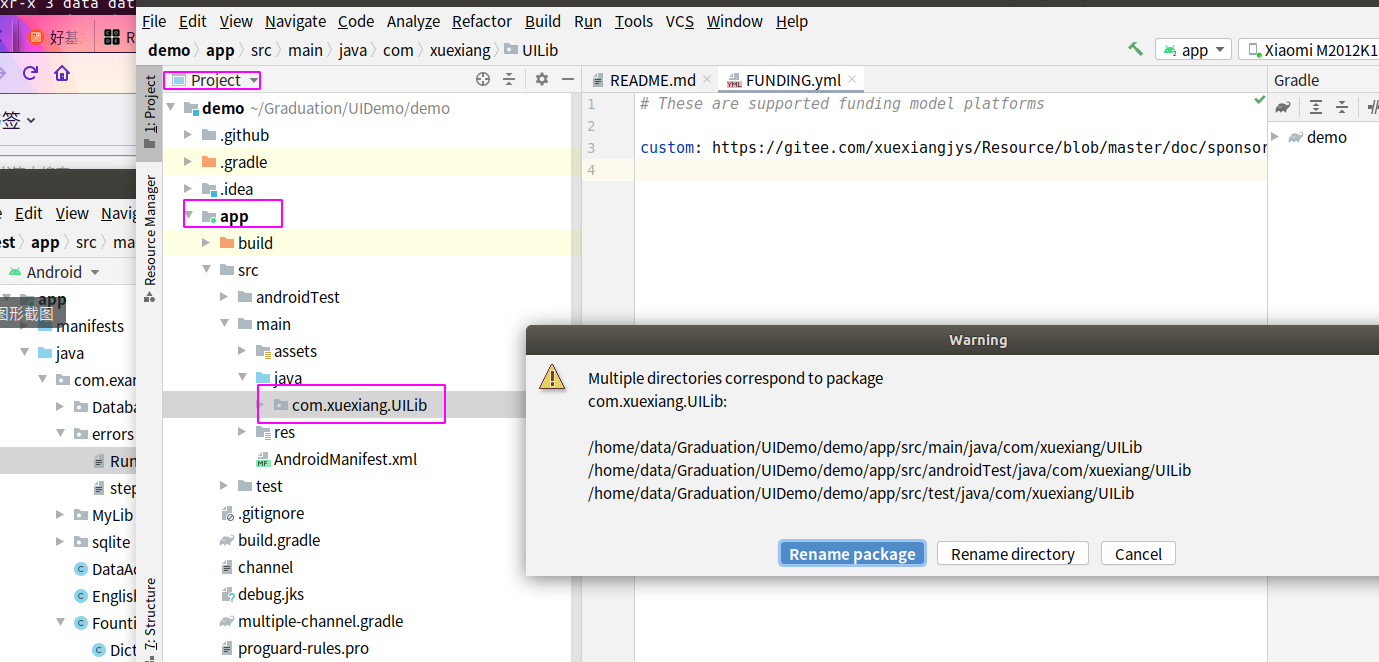 xr-x 3 data dat
File Edit View Navigate Code Analyze Refactor Build Run Tools VCS Window Help
demo app src main java com xuexiang UILib
app
Xiaomi M2012K1
好基
R
签
1: Project
Resource Manager
7: Structure
Project
demo ~/Graduation/UIDemo/demo
.github
.gradle
.idea
app
build
src
androidTest
main
assets
java
com.xuexiang.UILib
res
AndroidManifest.xml
test
.gitignore
build.gradle
channel
debug.jks
multiple-channel.gradle
proguard-rules.pro
README.md
FUNDING.yml
1 # These are supported funding model platforms
2
3 custom: https://gitee.com/xuexiangjys/Resource/blob/master/doc/sponsor
4
Gradle
demo
Edit View Navig
est app src ma
Android
app
图形截图
manifests
java
com.exar
Databa
errors
Run
step
MyLib
sqlite
DataAc
English
Founti
Dict
Warning
Multiple directories correspond to package
com.xuexiang.UILib:
/home/data/Graduation/UIDemo/demo/app/src/main/java/com/xuexiang/UILib
/home/data/Graduation/UIDemo/demo/app/src/androidTest/java/com/xuexiang/UILib
/home/data/Graduation/UIDemo/demo/app/src/test/java/com/xuexiang/UILib
Rename package
Rename directory
Cancel